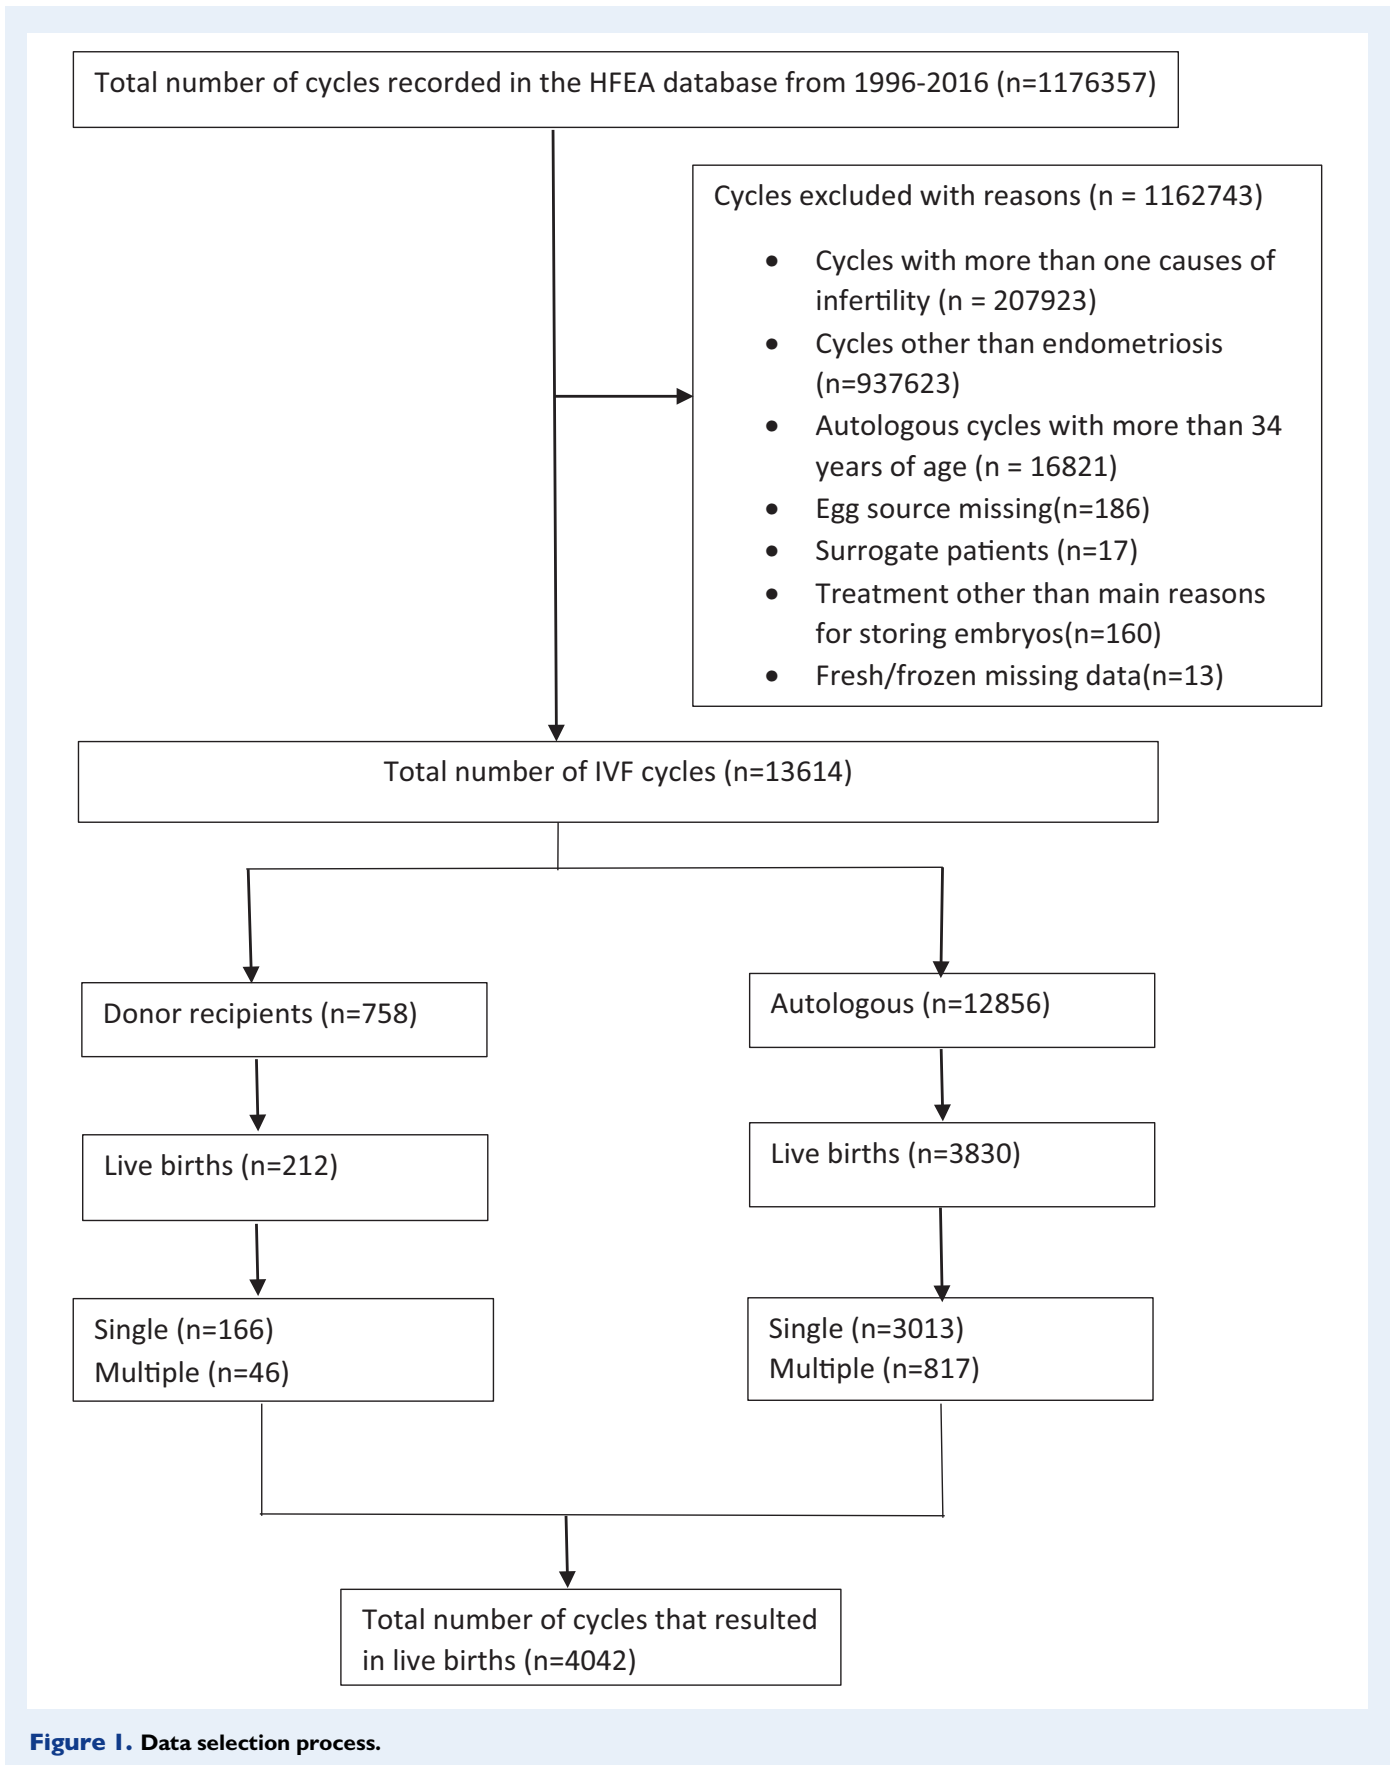 Total number of cycles recorded in the HFEA database from 1996-2016 (n=1176357)
Cycles excluded with reasons (n = 1162743)
• Cycles with more than one causes of
infertility (n = 207923)
• Cycles other than endometriosis
(n=937623)
• Autologous cycles with more than 34
years of age (n = 16821)
• Egg source missing(n=186)
• Surrogate patients (n=17)
• Treatment other than main reasons
for storing embryos(n=160)
• Fresh/frozen missing data(n=13)
Total number of IVF cycles (n=13614)
Donor recipients (n=758)
Live births (n=212)
Single (n=166)
Multiple (n=46)
Autologous (n=12856)
Live births (n=3830)
Single (n=3013)
Multiple (n=817)
Total number of cycles that resulted
in live births (n=4042)
Figure 1. Data selection process.